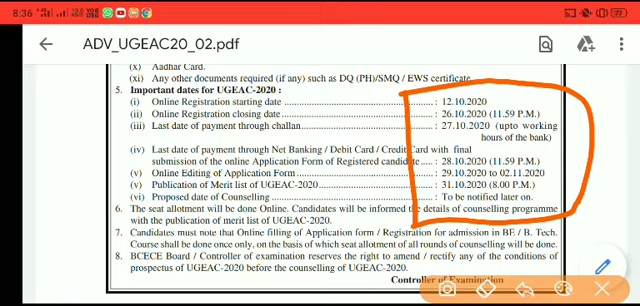 8:36
77
ADV_UGEAC20_02.pdf
(x) Aadhar Card.
(xi) Any other documents required (if any) such as DQ (PH)/SMQ / EWS certificate.
5. Important dates for UGEAC-2020 :
(i) Online Registration starting date : 12.10.2020
(ii) Online Registration closing date : 26.10.2020 (11.59 P.M.)
(iii) Last date of payment through challan : 27.10.2020 (upto working
hours of the bank)
(iv) Last date of payment through Net Banking / Debit Card / Credit Card with final
submission of the online Application Form of Registered candidate : 28.10.2020 (11.59 P.M.)
(v) Online Editing of Application Form : 29.10.2020 to 02.11.2020
(v) Publication of Merit list of UGEAC-2020 : 31.10.2020 (8.00 P.M.)
(vi) Proposed date of Counselling : To be notified later on.
6. The seat allotment will be done Online. Candidates will be informed the details of counselling programme
with the publication of merit list of UGEAC-2020.
7. Candidates must note that Online filling of Application form / Registration for admission in BE / B. Tech.
Course shall be done once only, on the basis of which seat allotment of all rounds of counselling will be done.
8. BCECE Board / Controller of examination reserves the right to amend / rectify any of the conditions of
prospectus of UGEAC-2020 before the counselling of UGEAC-2020.
Controller of Examination